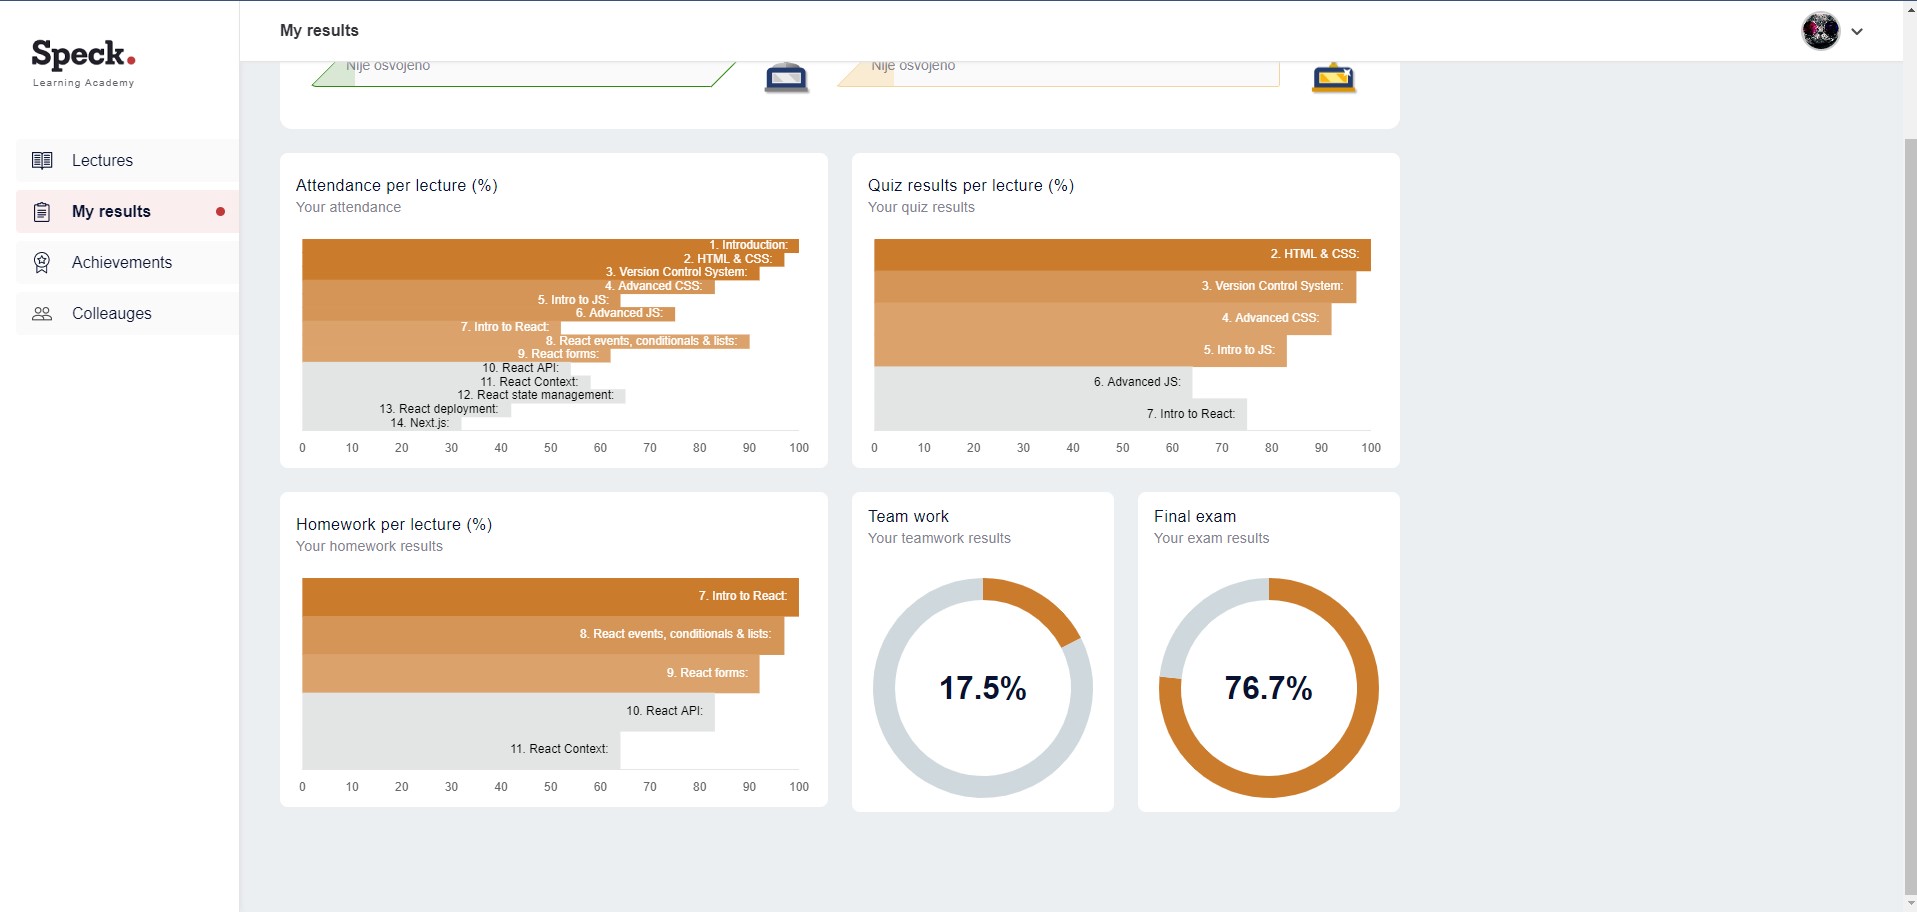 Speck.
Learning Academy
Lectures
My results
Achievements
Colleauges
My results
Nije osvojeno
Nije osvojeno
Attendance per lecture (%)
Your attendance
1. Introduction:
2. HTML & CSS:
3. Version Control System:
4. Advanced CSS:
5. Intro to JS:
6. Advanced JS:
7. Intro to React:
8. React events, conditionals & lists:
9. React forms:
10. React API:
11. React Context:
12. React state management:
13. React deployment:
14. Next.js:
0 10 20 30 40 50 60 70 80 90 100
Quiz results per lecture (%)
Your quiz results
2. HTML & CSS:
3. Version Control System:
4. Advanced CSS:
5. Intro to JS:
6. Advanced JS:
7. Intro to React:
0 10 20 30 40 50 60 70 80 90 100
Homework per lecture (%)
Your homework results
7. Intro to React:
8. React events, conditionals & lists:
9. React forms:
10. React API:
11. React Context:
0 10 20 30 40 50 60 70 80 90 100
Team work
Your teamwork results
17.5%
Final exam
Your exam results
76.7%